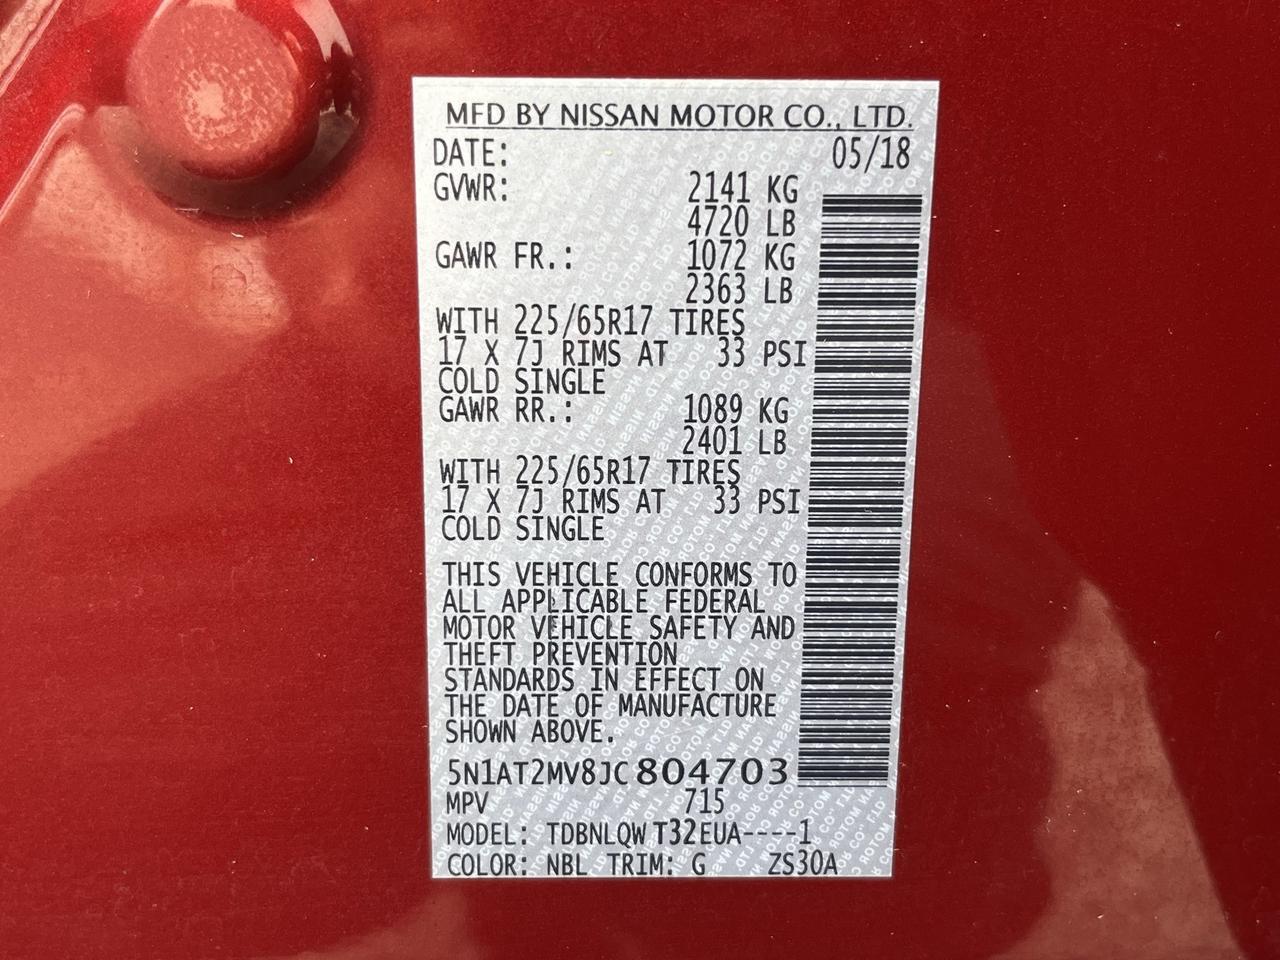 MFD BY NISSAN MOTOR CO., LTD.
DATE: 05/18
GVWR: 2141 KG
4720 LB
GAWR FR.: 1072 KG
2363 LB
WITH 225/65R17 TIRES
17 X 7J RIMS AT 33 PSI
COLD SINGLE
GAWR RR.: 1089 KG
2401 LB
WITH 225/65R17 TIRES
17 X 7J RIMS AT 33 PSI
COLD SINGLE
THIS VEHICLE CONFORMS TO
ALL APPLICABLE FEDERAL
MOTOR VEHICLE SAFETY AND
THEFT PREVENTION
STANDARDS IN EFFECT ON
THE DATE OF MANUFACTURE
SHOWN ABOVE.
5N1AT2MV8JC804703
MPV 715
MODEL: TDBNLQW T32EUA----1
COLOR: NBL TRIM: G ZS30A